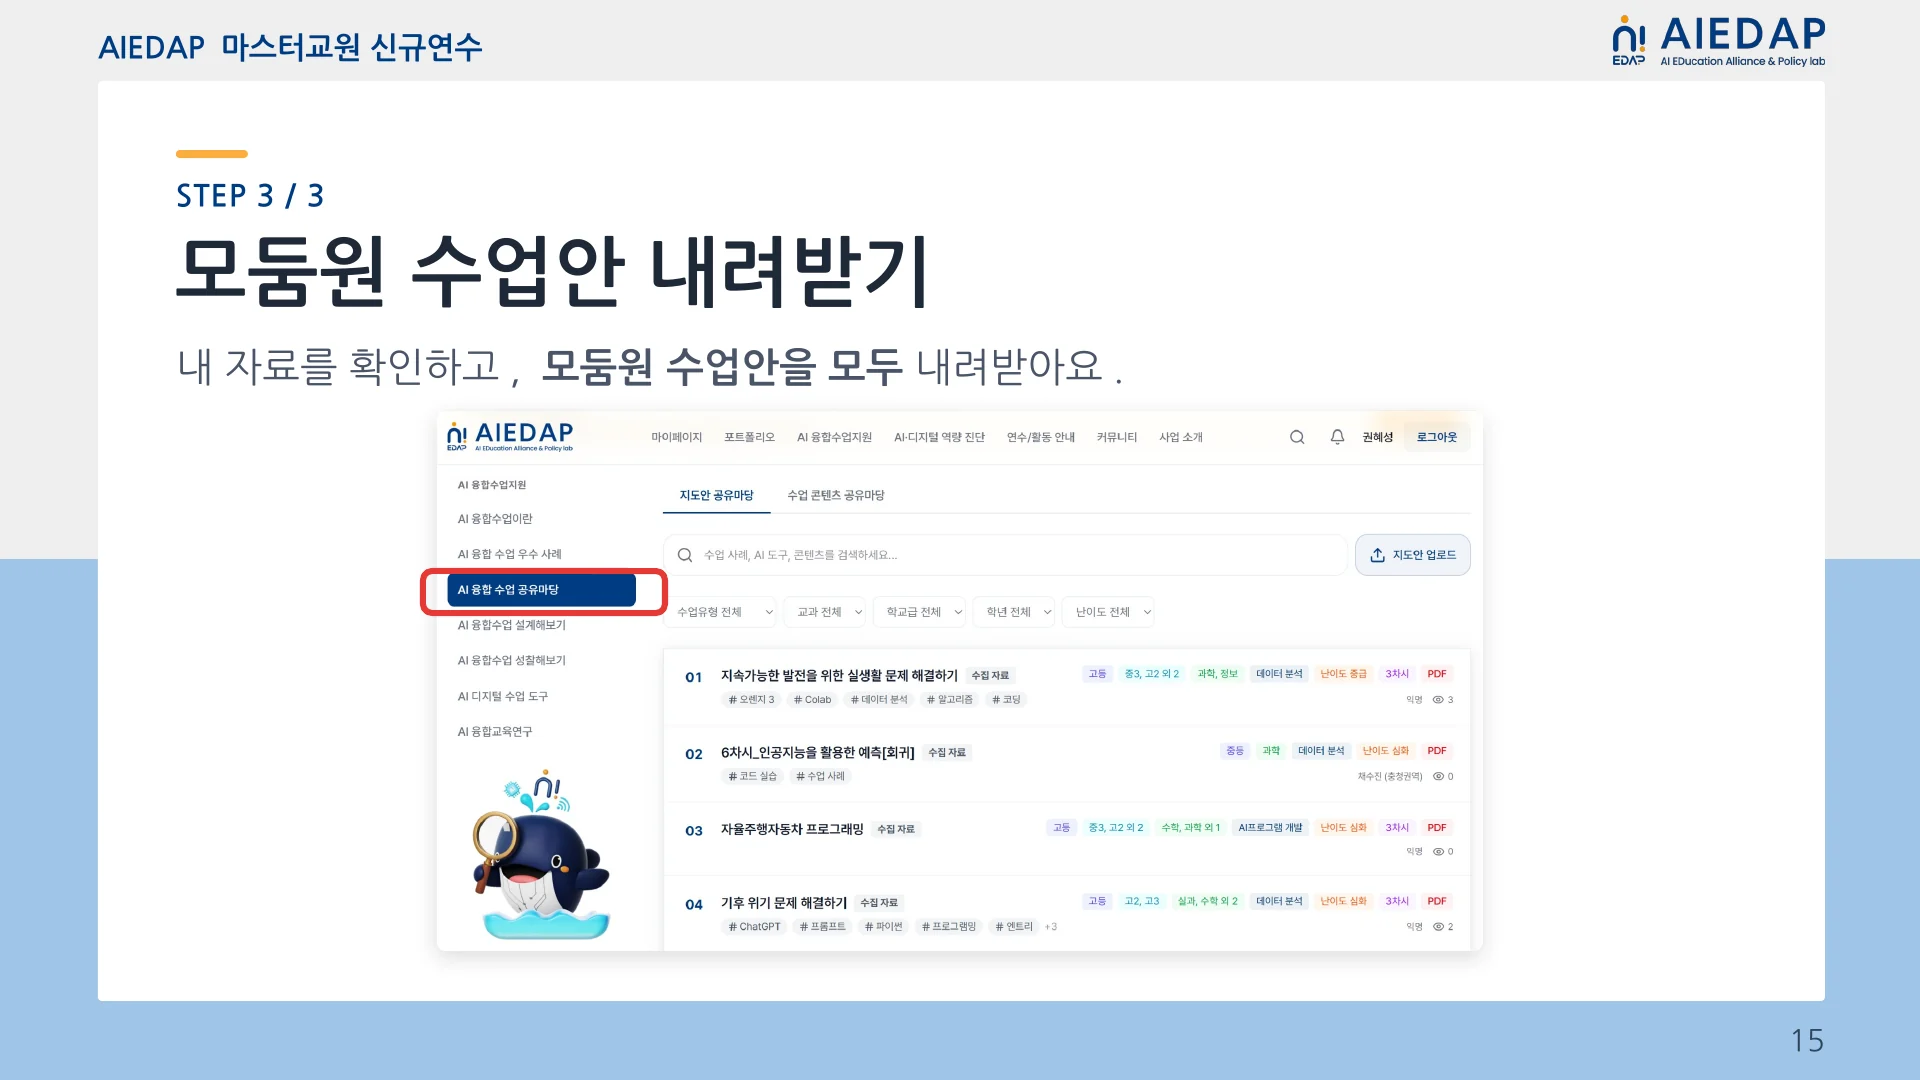 AIEDAP 마스터교원 신규연수
AIEDAP
EDAP AI EDucation Alliance & Policy lab
STEP 3 / 3
모둠원 수업안 내려받기
내 자료를 확인하고 , 모둠원 수업안을 모두 내려받아요 .
AIEDAP
EDAP AI EDucation Alliance & Policy lab
마이페이지 포트폴리오 AI 융합수업지원 AI·디지털 역량 진단 연수/활동 안내 커뮤니티 사업 소개 권혜성 로그아웃
AI 융합수업지원
AI 융합수업이란
AI 융합 수업 우수 사례
AI 융합 수업 공유마당
AI 융합수업 설계해보기
AI 융합수업 성찰해보기
AI 디지털 수업 도구
AI 융합교육연구
지도안 공유마당 수업 콘텐츠 공유마당
수업 사례, AI 도구, 콘텐츠를 검색하세요... 지도안 업로드
수업유형 전체 교과 전체 학교급 전체 학년 전체 난이도 전체
01 지속가능한 발전을 위한 실생활 문제 해결하기 수집 자료 고등 중3, 고2 외 2 과학, 정보 데이터 분석 난이도 중급 3차시 PDF
# 오렌지 3 # Colab # 데이터 분석 # 알고리즘 # 코딩 익명 3
02 6차시_인공지능을 활용한 예측[회귀] 수집 자료 중등 과학 데이터 분석 난이도 심화 PDF
# 코드 실습 # 수업 사례 채수진 (충청권역) 0
03 자율주행자동차 프로그래밍 수집 자료 고등 중3, 고2 외 2 수학, 과학 외 1 AI프로그램 개발 난이도 심화 3차시 PDF
익명 0
04 기후 위기 문제 해결하기 수집 자료 고등 고2, 고3 실과, 수학 외 2 데이터 분석 난이도 심화 3차시 PDF
# ChatGPT # 프롬프트 # 파이썬 # 프로그래밍 # 엔트리 +3 익명 2
15